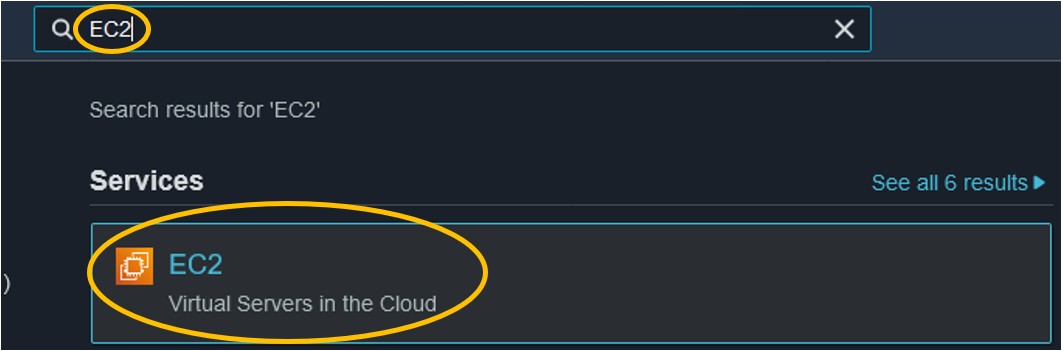 EC2
Search results for 'EC2'
Services
See all 6 results
EC2
Virtual Servers in the Cloud
)